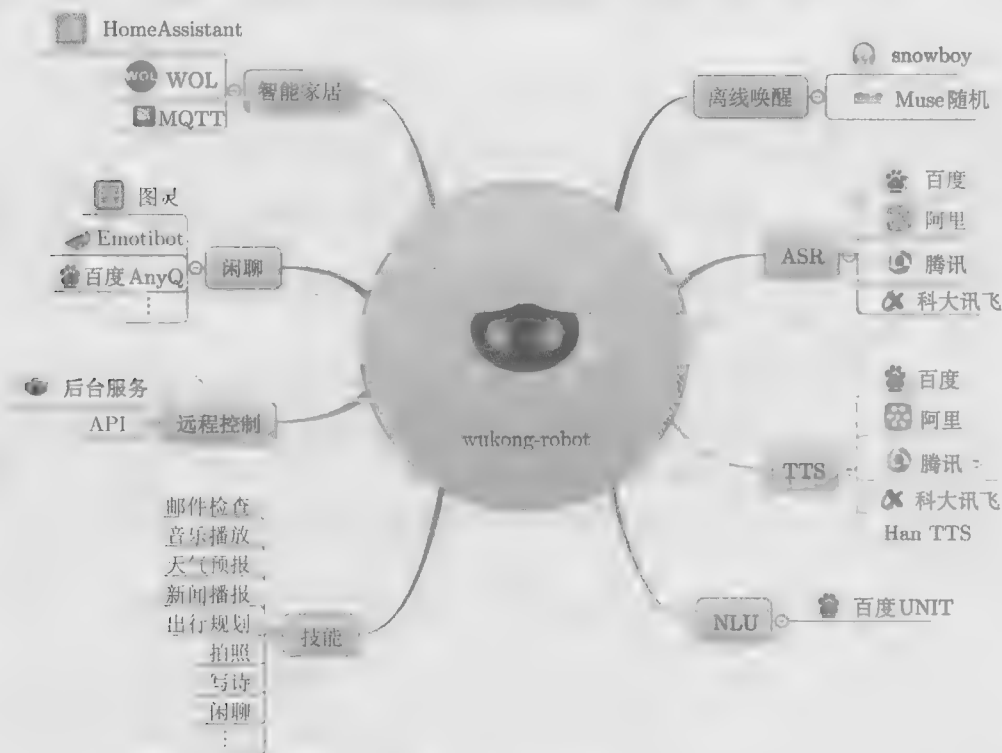 HomeAssistant
WOL
WOL
MQTT
智能家居
图灵
Emotibot
百度AnyQ
⋮
闲聊
后台服务
API
远程控制
邮件检查
音乐播放
天气预报
新闻播报
出行规划
拍照
写诗
闲聊
⋮
技能
wukong-robot
离线唤醒
snowboy
Muse随机
ASR
百度
阿里
腾讯
科大讯飞
TTS
百度
阿里
腾讯
科大讯飞
Han TTS
NLU
百度UNIT